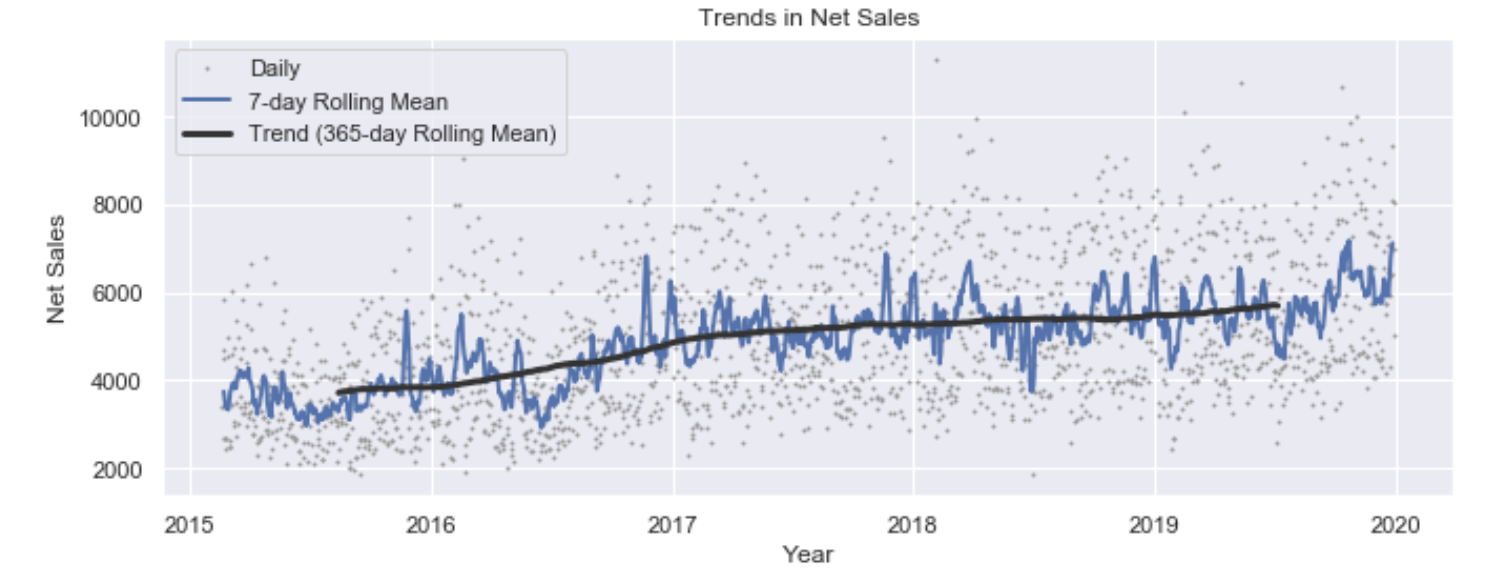 Trends in Net Sales
Daily
7-day Rolling Mean
Trend (365-day Rolling Mean)
10000
8000
6000
4000
2000
Net Sales
2015 2016 2017 2018 2019 2020
Year